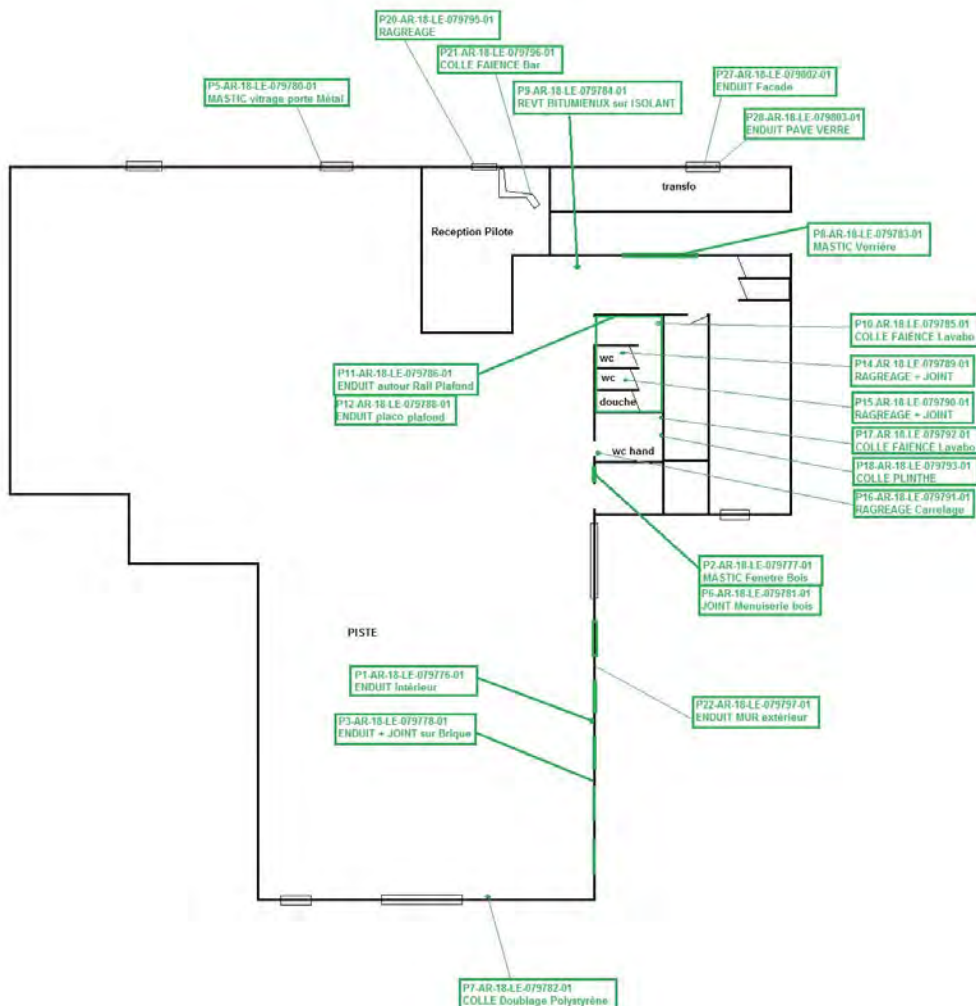 P20-AR-18-LE-079795-01
RAGREAGE
P21-AR-18-LE-079796-01
COLLE FAIENCE Bar
P5-AR-18-LE-079780-01
MASTIC vitrage porte Métal
P9-AR-18-LE-079784-01
REVT BITUMIENUX sur ISOLANT
P27-AR-18-LE-079802-01
ENDUIT Facade
P28-AR-18-LE-079803-01
ENDUIT PAVE VERRE
transfo
Reception Pilote
P8-AR-18-LE-079783-01
MASTIC Verrière
P10-AR-18-LE-079785-01
COLLE FAIENCE Lavabo
P11-AR-18-LE-079786-01
ENDUIT autour Rail Plafond
P12-AR-18-LE-079788-01
ENDUIT placo plafond
wc
wc
douche
wc hand
P14-AR-18-LE-079789-01
RAGREAGE + JOINT
P15-AR-18-LE-079790-01
RAGREAGE + JOINT
P17-AR-18-LE-079792-01
COLLE FAIENCE Lavabo
P18-AR-18-LE-079793-01
COLLE PLINTHE
P16-AR-18-LE-079791-01
RAGREAGE Carrelage
P2-AR-18-LE-079777-01
MASTIC Fenetre Bois
P6-AR-18-LE-079781-01
JOINT Menuiserie bois
PISTE
P1-AR-18-LE-079776-01
ENDUIT Intérieur
P3-AR-18-LE-079778-01
ENDUIT + JOINT sur Brique
P22-AR-18-LE-079797-01
ENDUIT MUR extérieur
P7-AR-18-LE-079782-01
COLLE Doublage Polystyrène